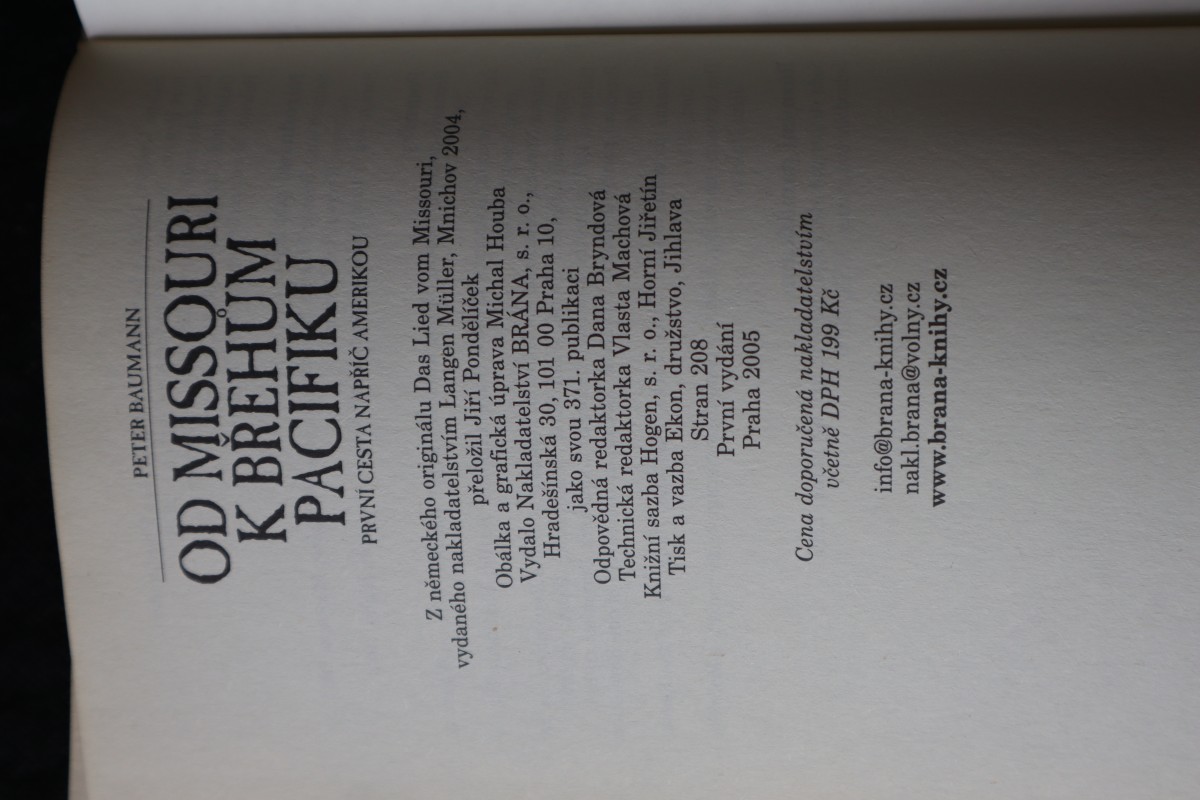 PETER BAUMANN
OD MISSOURI
K BŘEHŮM
PACIFIKU
PRVNÍ CESTA NAPŘÍČ AMERIKOU
Z německého originálu Das Lied vom Missouri,
vydaného nakladatelstvím Langen Müller, Mnichov 2004,
přeložil Jiří Pondělíček
Obálka a grafická úprava Michal Houba
Vydalo Nakladatelství BRÁNA, s. r. o.,
Hradešínská 30, 101 00 Praha 10,
jako svou 371. publikaci
Odpovědná redaktorka Dana Bryndová
Technická redaktorka Vlasta Machová
Knižní sazba Hogen, s. r. o., Horní Jiřetín
Tisk a vazba Ekon, družstvo, Jihlava
Stran 208
První vydání
Praha 2005
Cena doporučená nakladatelstvím
včetně DPH 199 Kč
info@brana-knihy.cz
nakl.brana@volny.cz
www.brana-knihy.cz